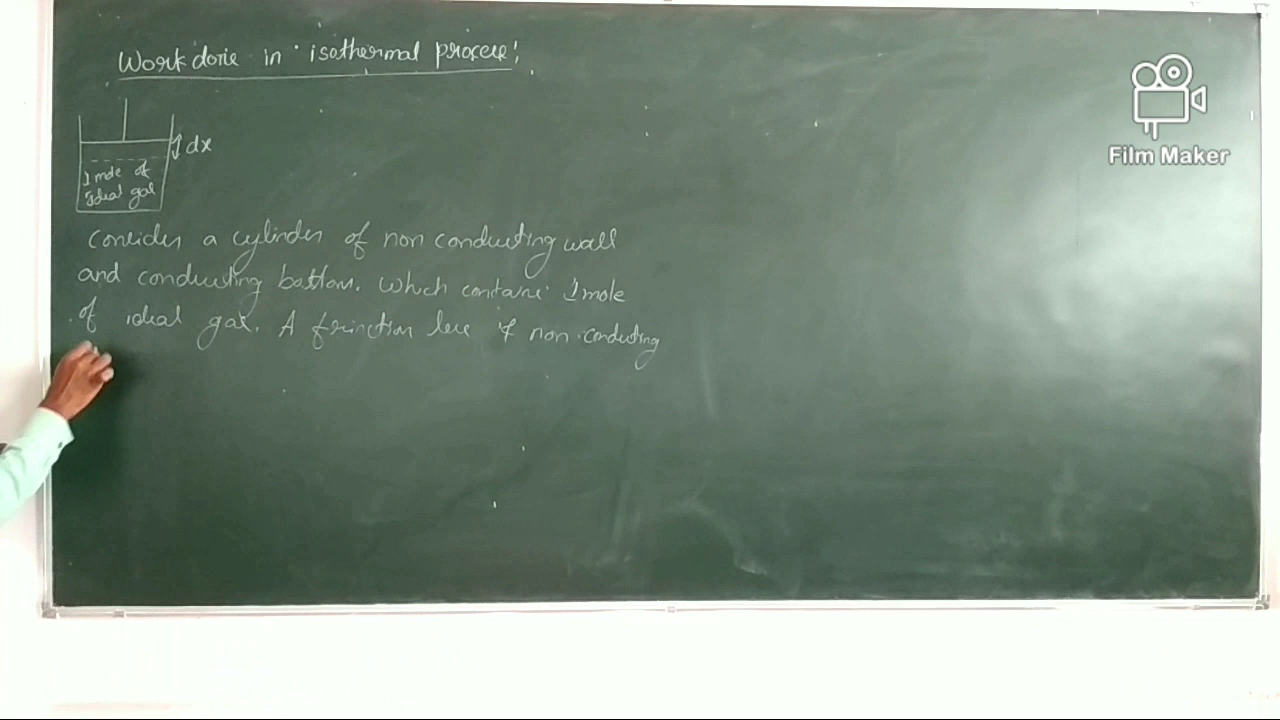 Work done in isothermal process:
dx
1 mole of
ideal gas
Consider a cylinder of non conducting wall
and conducting bottom. Which contains 1 mole
of ideal gas. A frinction less & non-conducting
Film Maker